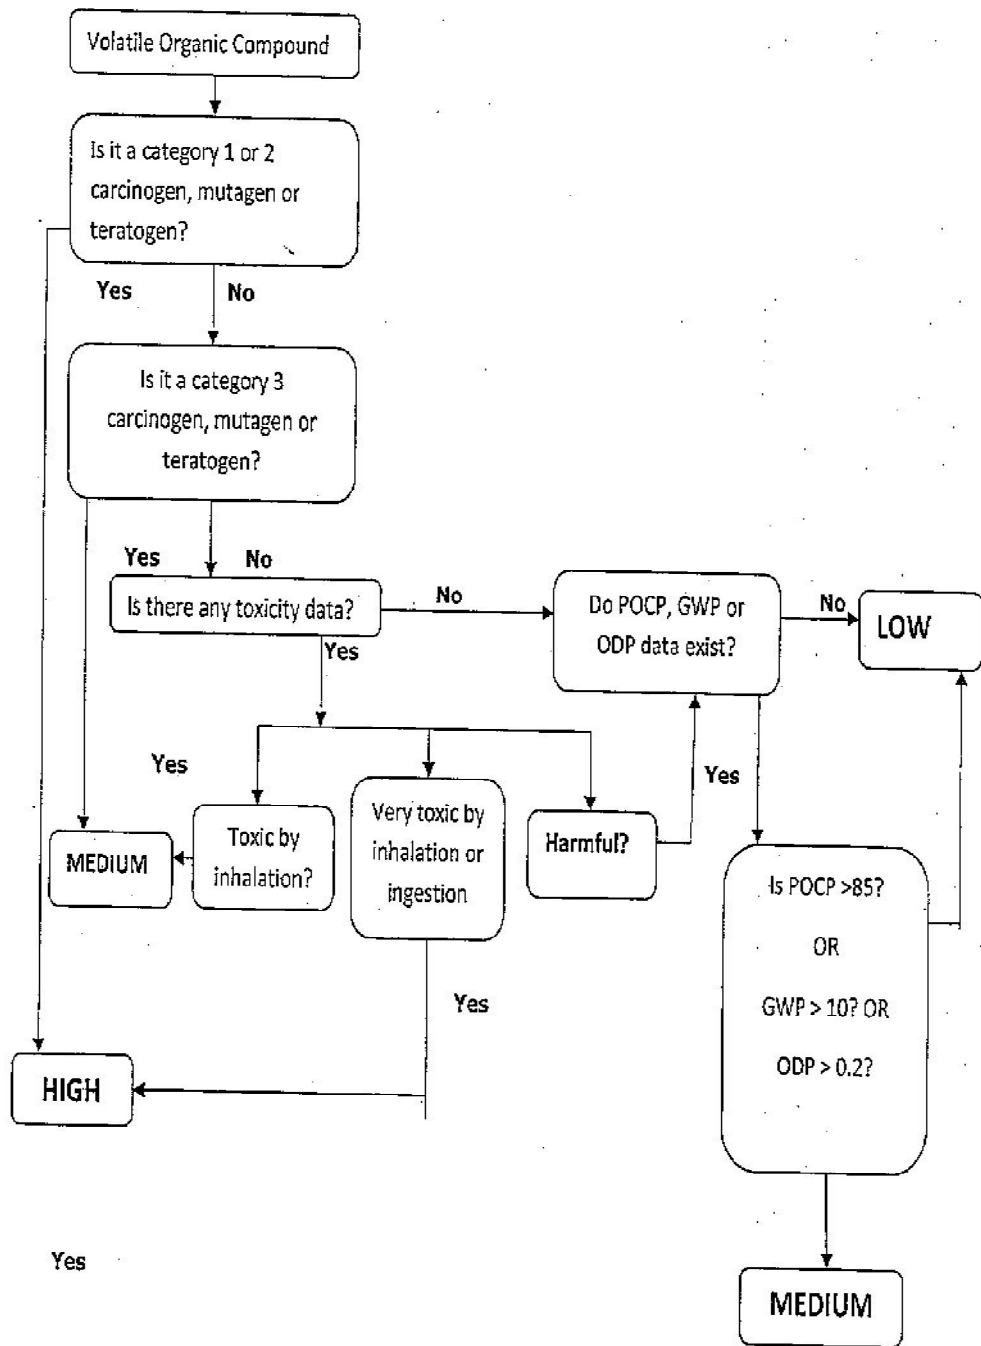 Volatile Organic Compound
Is it a category 1 or 2
carcinogen, mutagen or
teratogen?
Yes
No
Is it a category 3
carcinogen, mutagen or
teratogen?
Yes
No
Is there any toxicity data?
No
Do POCP, GWP or
ODP data exist?
No
LOW
Yes
Yes
Toxic by
inhalation?
MEDIUM
Very toxic by
inhalation or
ingestion
Harmful?
Yes
Is POCP >85?
OR
GWP > 10? OR
ODP > 0.2?
Yes
HIGH
Yes
MEDIUM